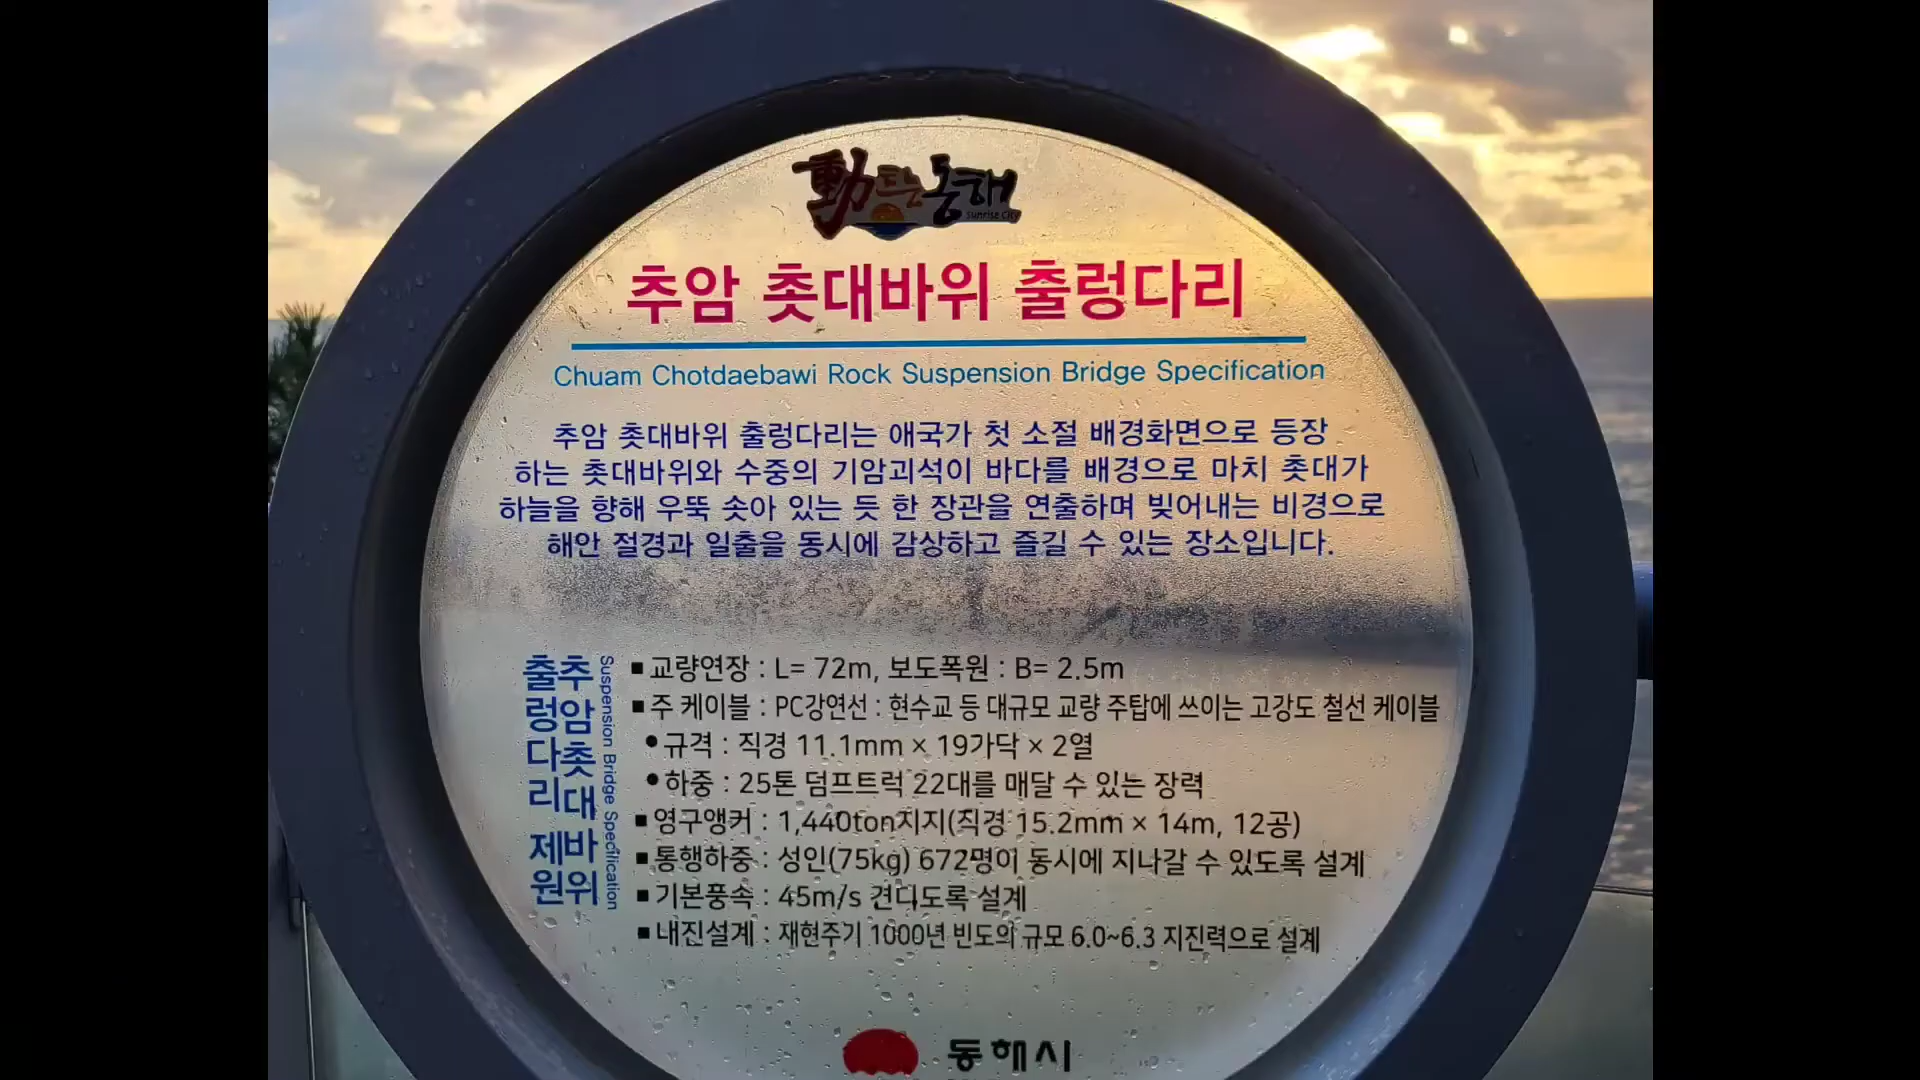 動트는동해
Sunrise City
추암 촛대바위 출렁다리
Chuam Chotdaebawi Rock Suspension Bridge Specification
추암 촛대바위 출렁다리는 애국가 첫 소절 배경화면으로 등장
하는 촛대바위와 수중의 기암괴석이 바다를 배경으로 마치 촛대가
하늘을 향해 우뚝 솟아 있는 듯 한 장관을 연출하며 빚어내는 비경으로
해안 절경과 일출을 동시에 감상하고 즐길 수 있는 장소입니다.
추암촛대바위
출렁다리 제원
Suspension Bridge Specification
■ 교량연장 : L= 72m, 보도폭원 : B= 2.5m
■ 주 케이블 : PC강연선 : 현수교 등 대규모 교량 주탑에 쓰이는 고강도 철선 케이블
● 규격 : 직경 11.1mm × 19가닥 × 2열
● 하중 : 25톤 덤프트럭 22대를 매달 수 있는 장력
■ 영구앵커 : 1,440ton지지(직경 15.2mm × 14m, 12공)
■ 통행하중 : 성인(75kg) 672명이 동시에 지나갈 수 있도록 설계
■ 기본풍속 : 45m/s 견디도록 설계
■ 내진설계 : 재현주기 1000년 빈도의 규모 6.0~6.3 지진력으로 설계
동해시